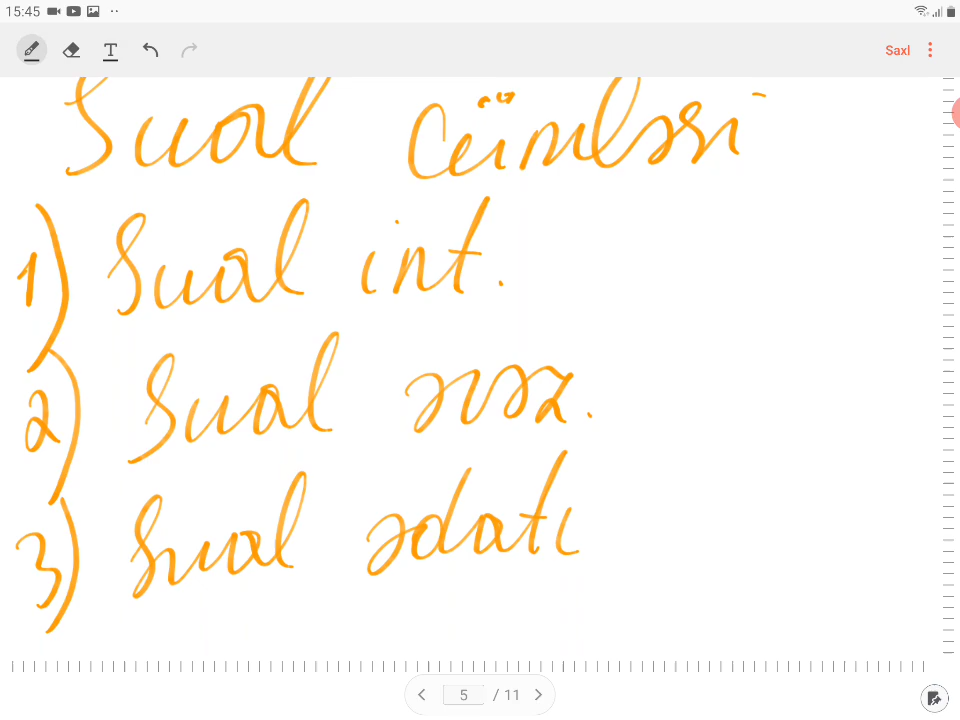 15:45
Saxl
Sual Cümləsi
1) Sual int.
2) Sual əvəz.
3) Sual ədatı
5 / 11